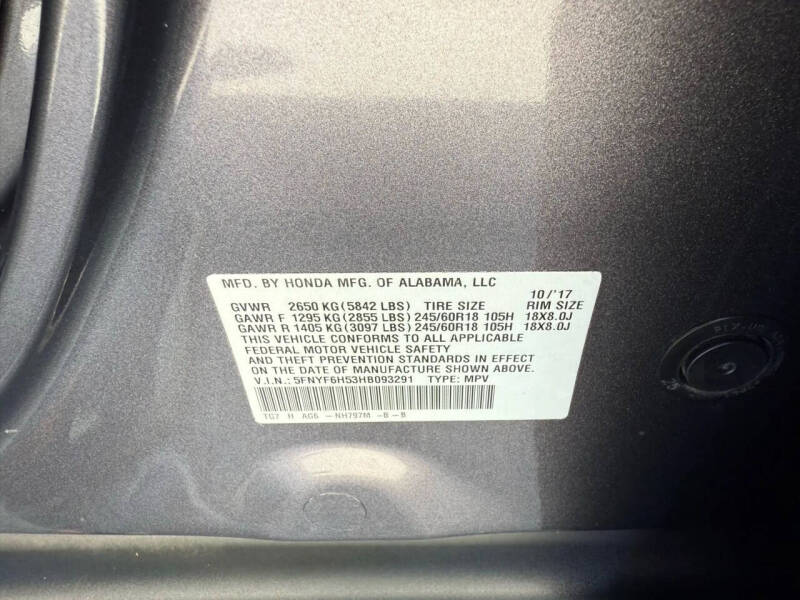 MFD. BY HONDA MFG. OF ALABAMA, LLC
10/'17
GVWR 2650 KG (5842 LBS) TIRE SIZE RIM SIZE
GAWR F 1295 KG (2855 LBS) 245/60R18 105H 18X8.0J
GAWR R 1405 KG (3097 LBS) 245/60R18 105H 18X8.0J
THIS VEHICLE CONFORMS TO ALL APPLICABLE
FEDERAL MOTOR VEHICLE SAFETY
AND THEFT PREVENTION STANDARDS IN EFFECT
ON THE DATE OF MANUFACTURE SHOWN ABOVE.
V.I.N.: 5FNYF6H53HB093291 TYPE: MPV
TG7 H AG6 -NH797M -B -B